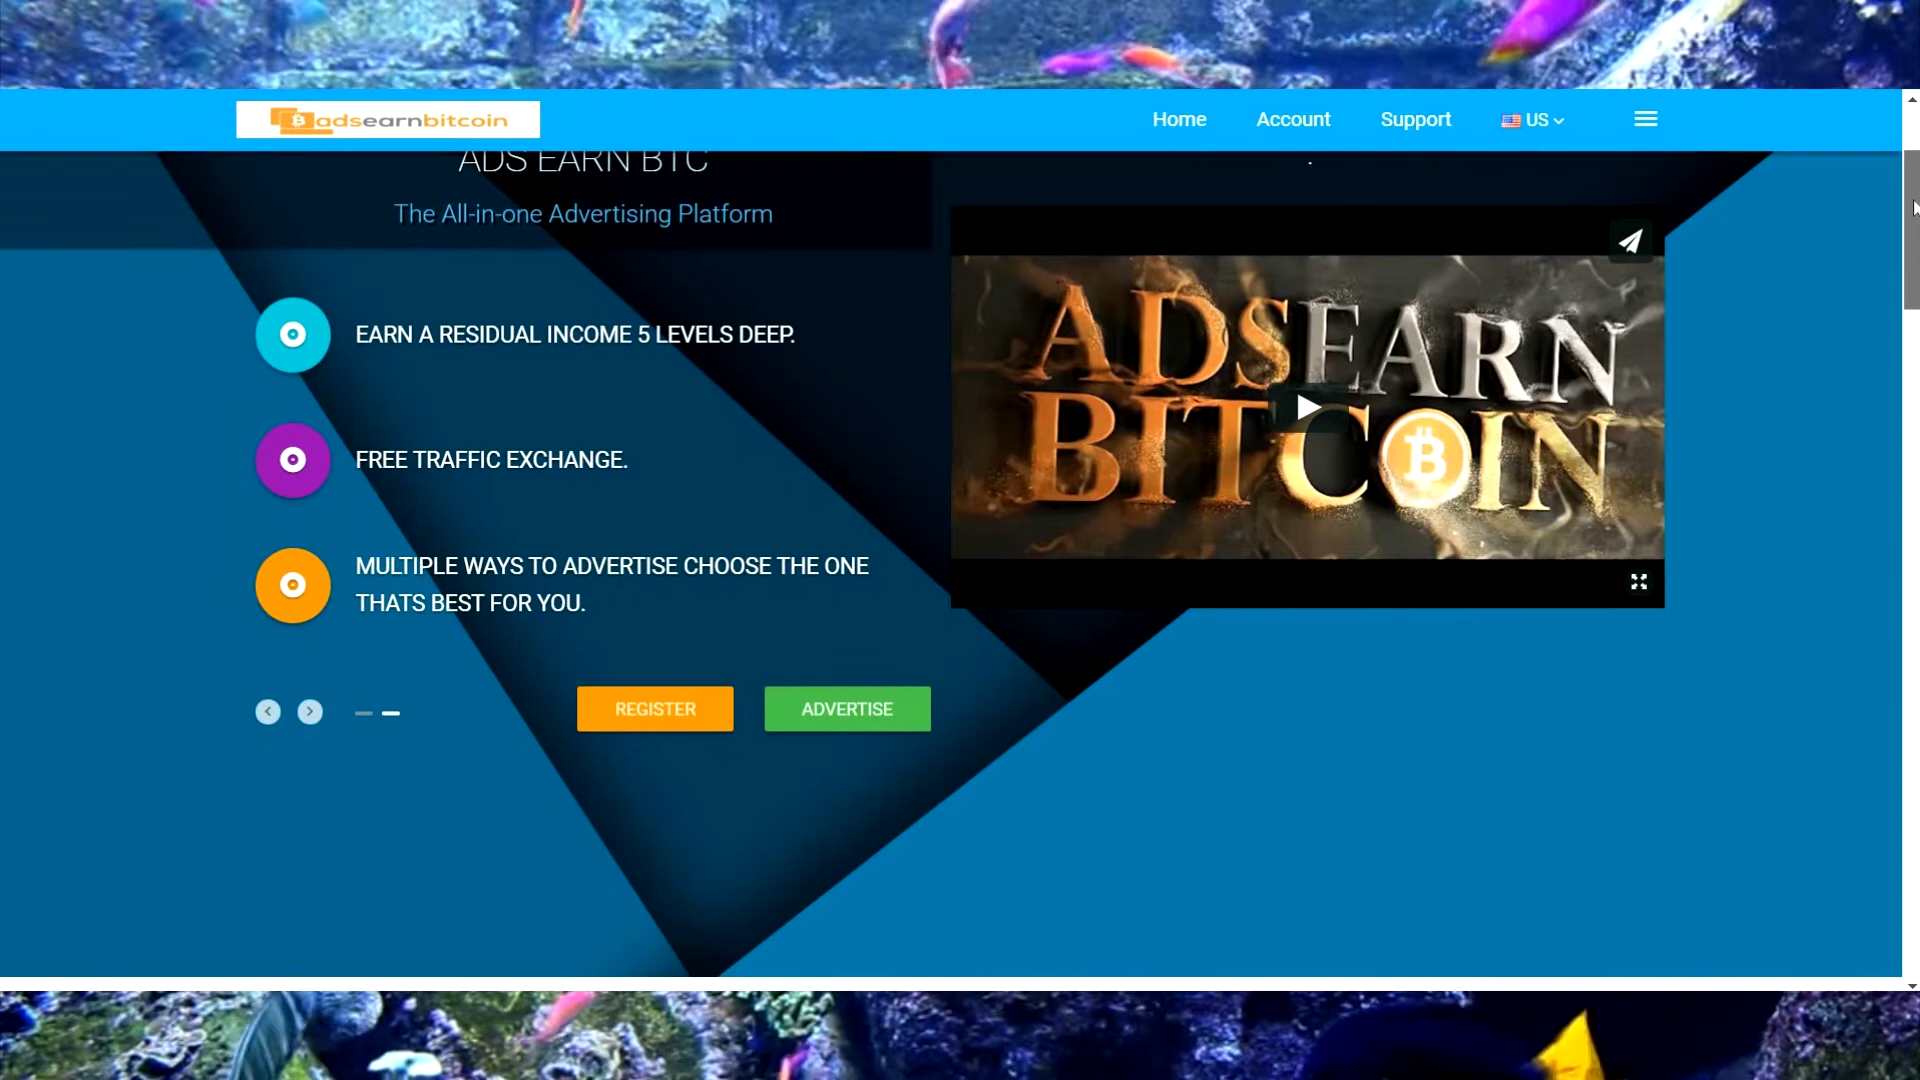 adsearnbitcoin
Home
Account
Support
US
ADS EARN BTC
The All-in-one Advertising Platform
EARN A RESIDUAL INCOME 5 LEVELS DEEP.
FREE TRAFFIC EXCHANGE.
MULTIPLE WAYS TO ADVERTISE CHOOSE THE ONE
THATS BEST FOR YOU.
REGISTER
ADVERTISE
ADSEARN
BITCOIN